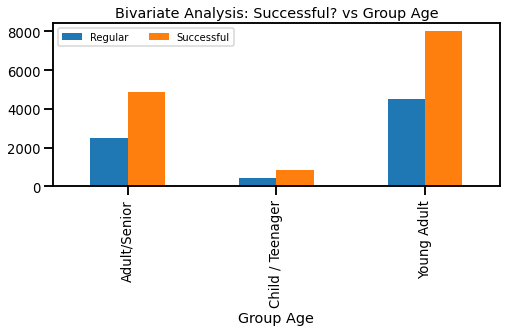 Bivariate Analysis: Successful? vs Group Age
Regular
Successful
8000
6000
4000
2000
0
Adult/Senior
Child / Teenager
Young Adult
Group Age